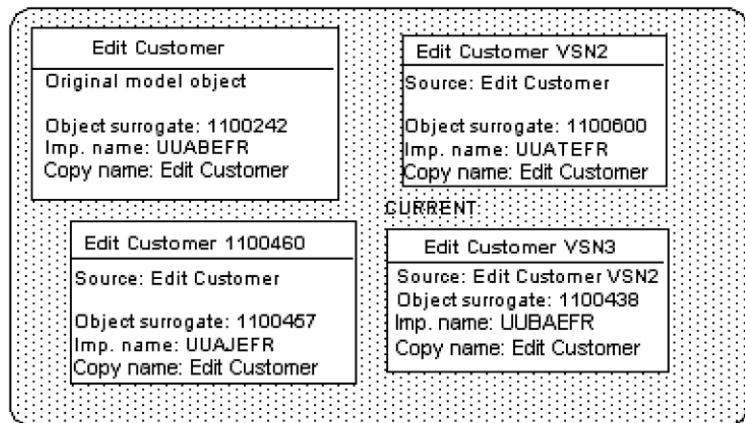 Edit Customer
Original model object
Object surrogate: 1100242
Imp. name: UUABEFR
Copy name: Edit Customer
Edit Customer VSN2
Source: Edit Customer
Object surrogate: 1100600
Imp. name: UUATEFR
Copy name: Edit Customer
Edit Customer 1100460
Source: Edit Customer
Object surrogate: 1100457
Imp. name: UUAJEFR
Copy name: Edit Customer
CURRENT
Edit Customer VSN3
Source: Edit Customer VSN2
Object surrogate: 1100438
Imp. name: UUBAEFR
Copy name: Edit Customer